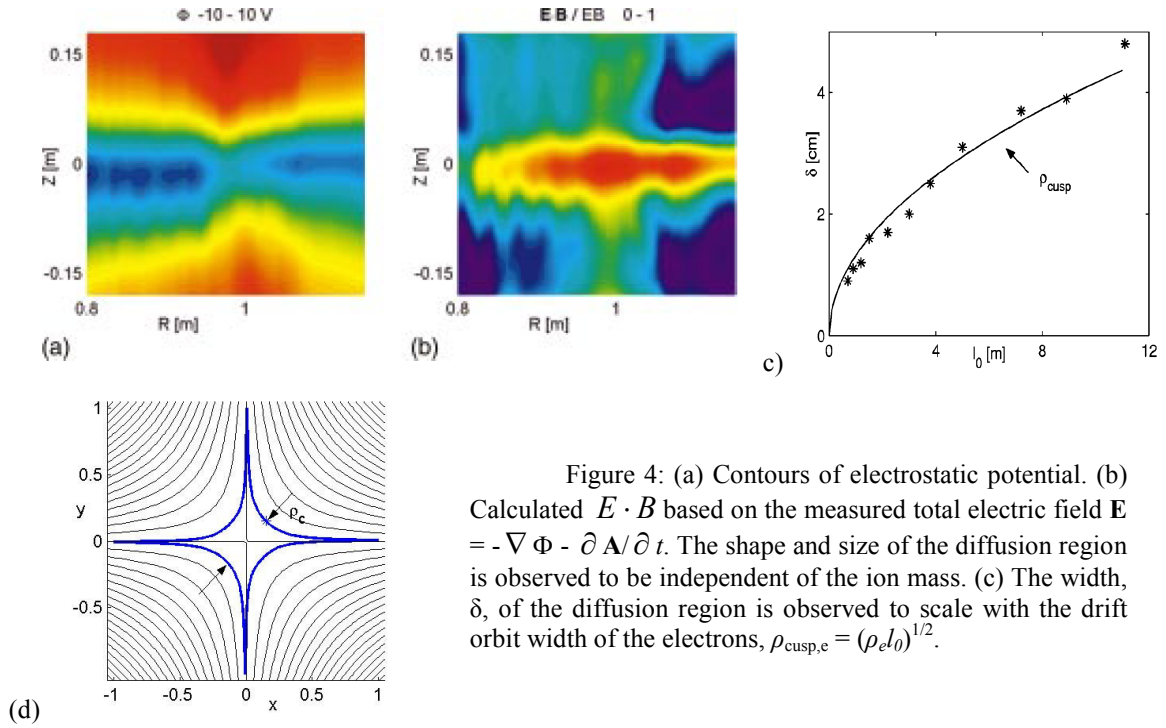 Φ -10 - 10 V
0.15
0
-0.15
Z [m]
0.8
1
R [m]
(a)
E B / EB 0 - 1
0.15
0
-0.15
Z [m]
0.8
1
R [m]
(b)
4
2
0
δ [cm]
ρcusp
0
4
8
12
l0 [m]
c)
1
0.5
y
0
-0.5
ρc
-1
-0.5
0
0.5
1
x
(d)
Figure 4: (a) Contours of electrostatic potential. (b)
Calculated E · B based on the measured total electric field E
= -∇ Φ - ∂ A/∂ t. The shape and size of the diffusion region
is observed to be independent of the ion mass. (c) The width,
δ, of the diffusion region is observed to scale with the drift
orbit width of the electrons, ρcusp,e = (ρel0)1/2.